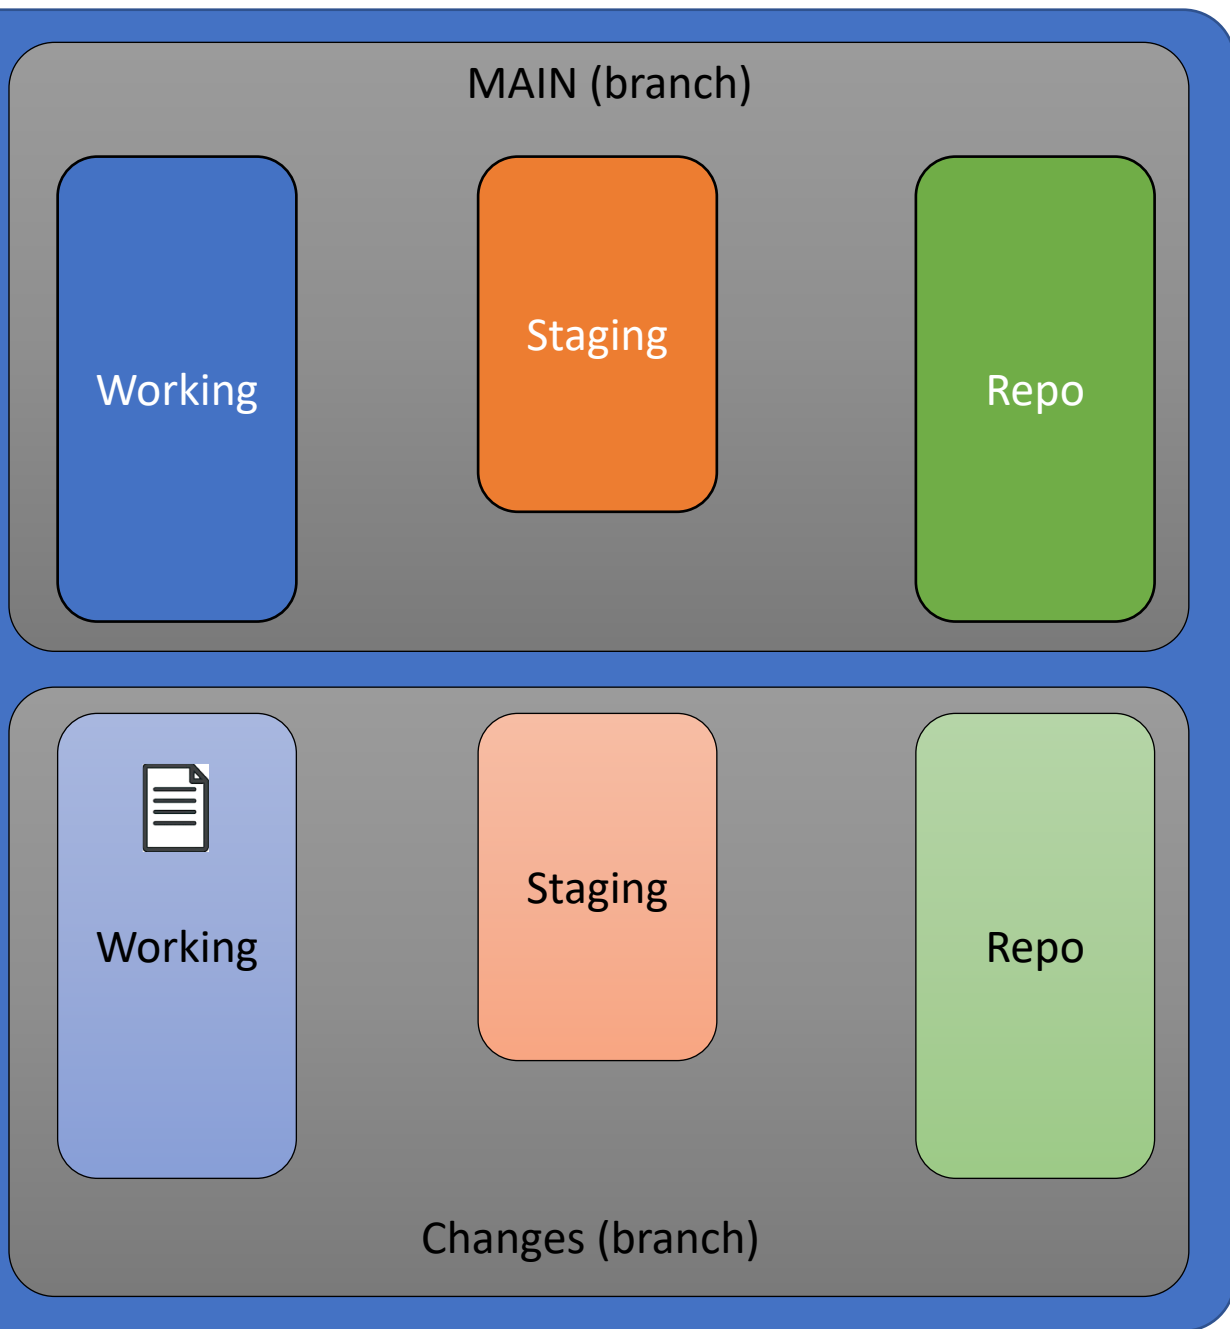 MAIN (branch)
Working
Staging
Repo
Working
Staging
Repo
Changes (branch)